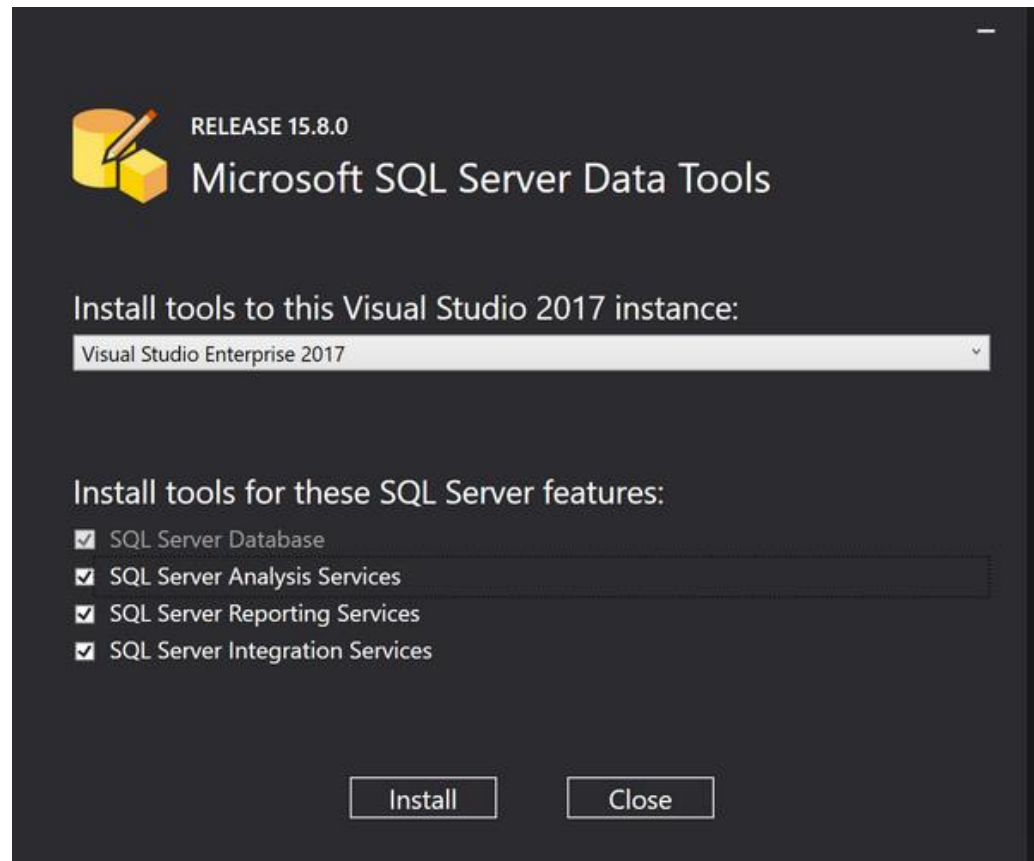 RELEASE 15.8.0
Microsoft SQL Server Data Tools
Install tools to this Visual Studio 2017 instance:
Visual Studio Enterprise 2017
Install tools for these SQL Server features:
SQL Server Database
SQL Server Analysis Services
SQL Server Reporting Services
SQL Server Integration Services
Install Close